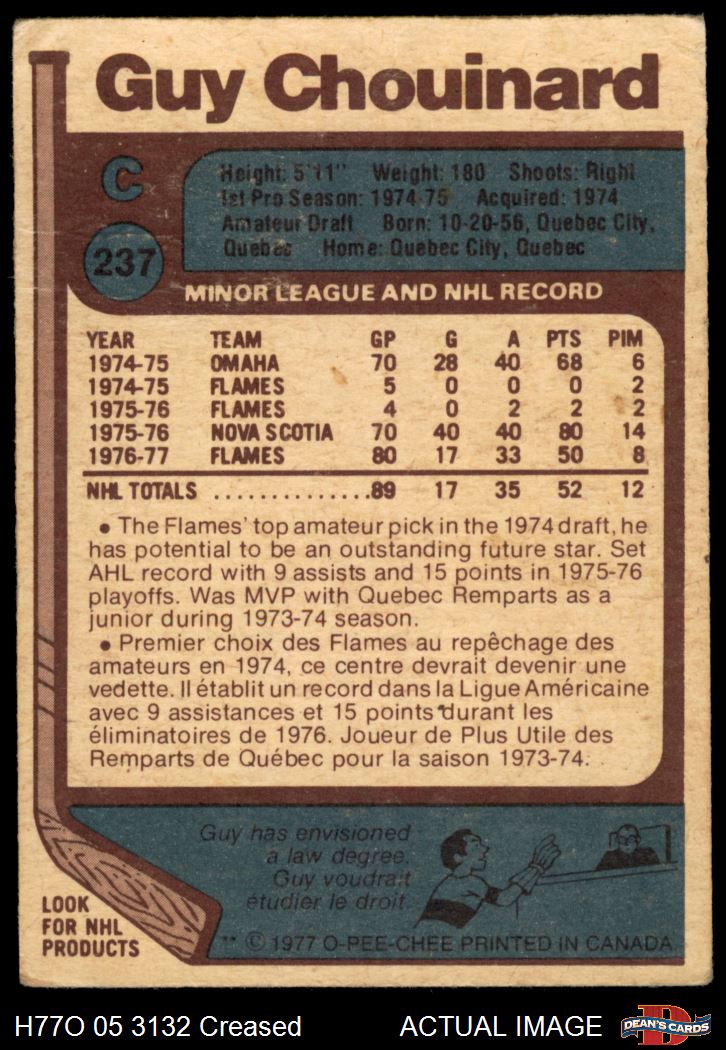 Guy Chouinard
C
Height: 5'11" Weight: 180 Shoots: Right
1st Pro Season: 1974-75 Acquired: 1974
Amateur Draft Born: 10-20-56, Quebec City,
Quebec Home: Quebec City, Quebec
237
MINOR LEAGUE AND NHL RECORD
YEAR TEAM GP G A PTS PIM
1974-75 OMAHA 70 28 40 68 6
1974-75 FLAMES 5 0 0 0 2
1975-76 FLAMES 4 0 2 2 2
1975-76 NOVA SCOTIA 70 40 40 80 14
1976-77 FLAMES 80 17 33 50 8
NHL TOTALS ..............89 17 35 52 12
• The Flames' top amateur pick in the 1974 draft, he
has potential to be an outstanding future star. Set
AHL record with 9 assists and 15 points in 1975-76
playoffs. Was MVP with Quebec Remparts as a
junior during 1973-74 season.
• Premier choix des Flames au repêchage des
amateurs en 1974, ce centre devrait devenir une
vedette. Il établit un record dans la Ligue Américaine
avec 9 assistances et 15 points durant les
éliminatoires de 1976. Joueur de Plus Utile des
Remparts de Québec pour la saison 1973-74.
Guy has envisioned
a law degree.
Guy voudrait
étudier le droit.
LOOK
FOR NHL
PRODUCTS
** © 1977 O-PEE-CHEE PRINTED IN CANADA
H77O 05 3132 Creased ACTUAL IMAGE
D
DEAN'S CARDS